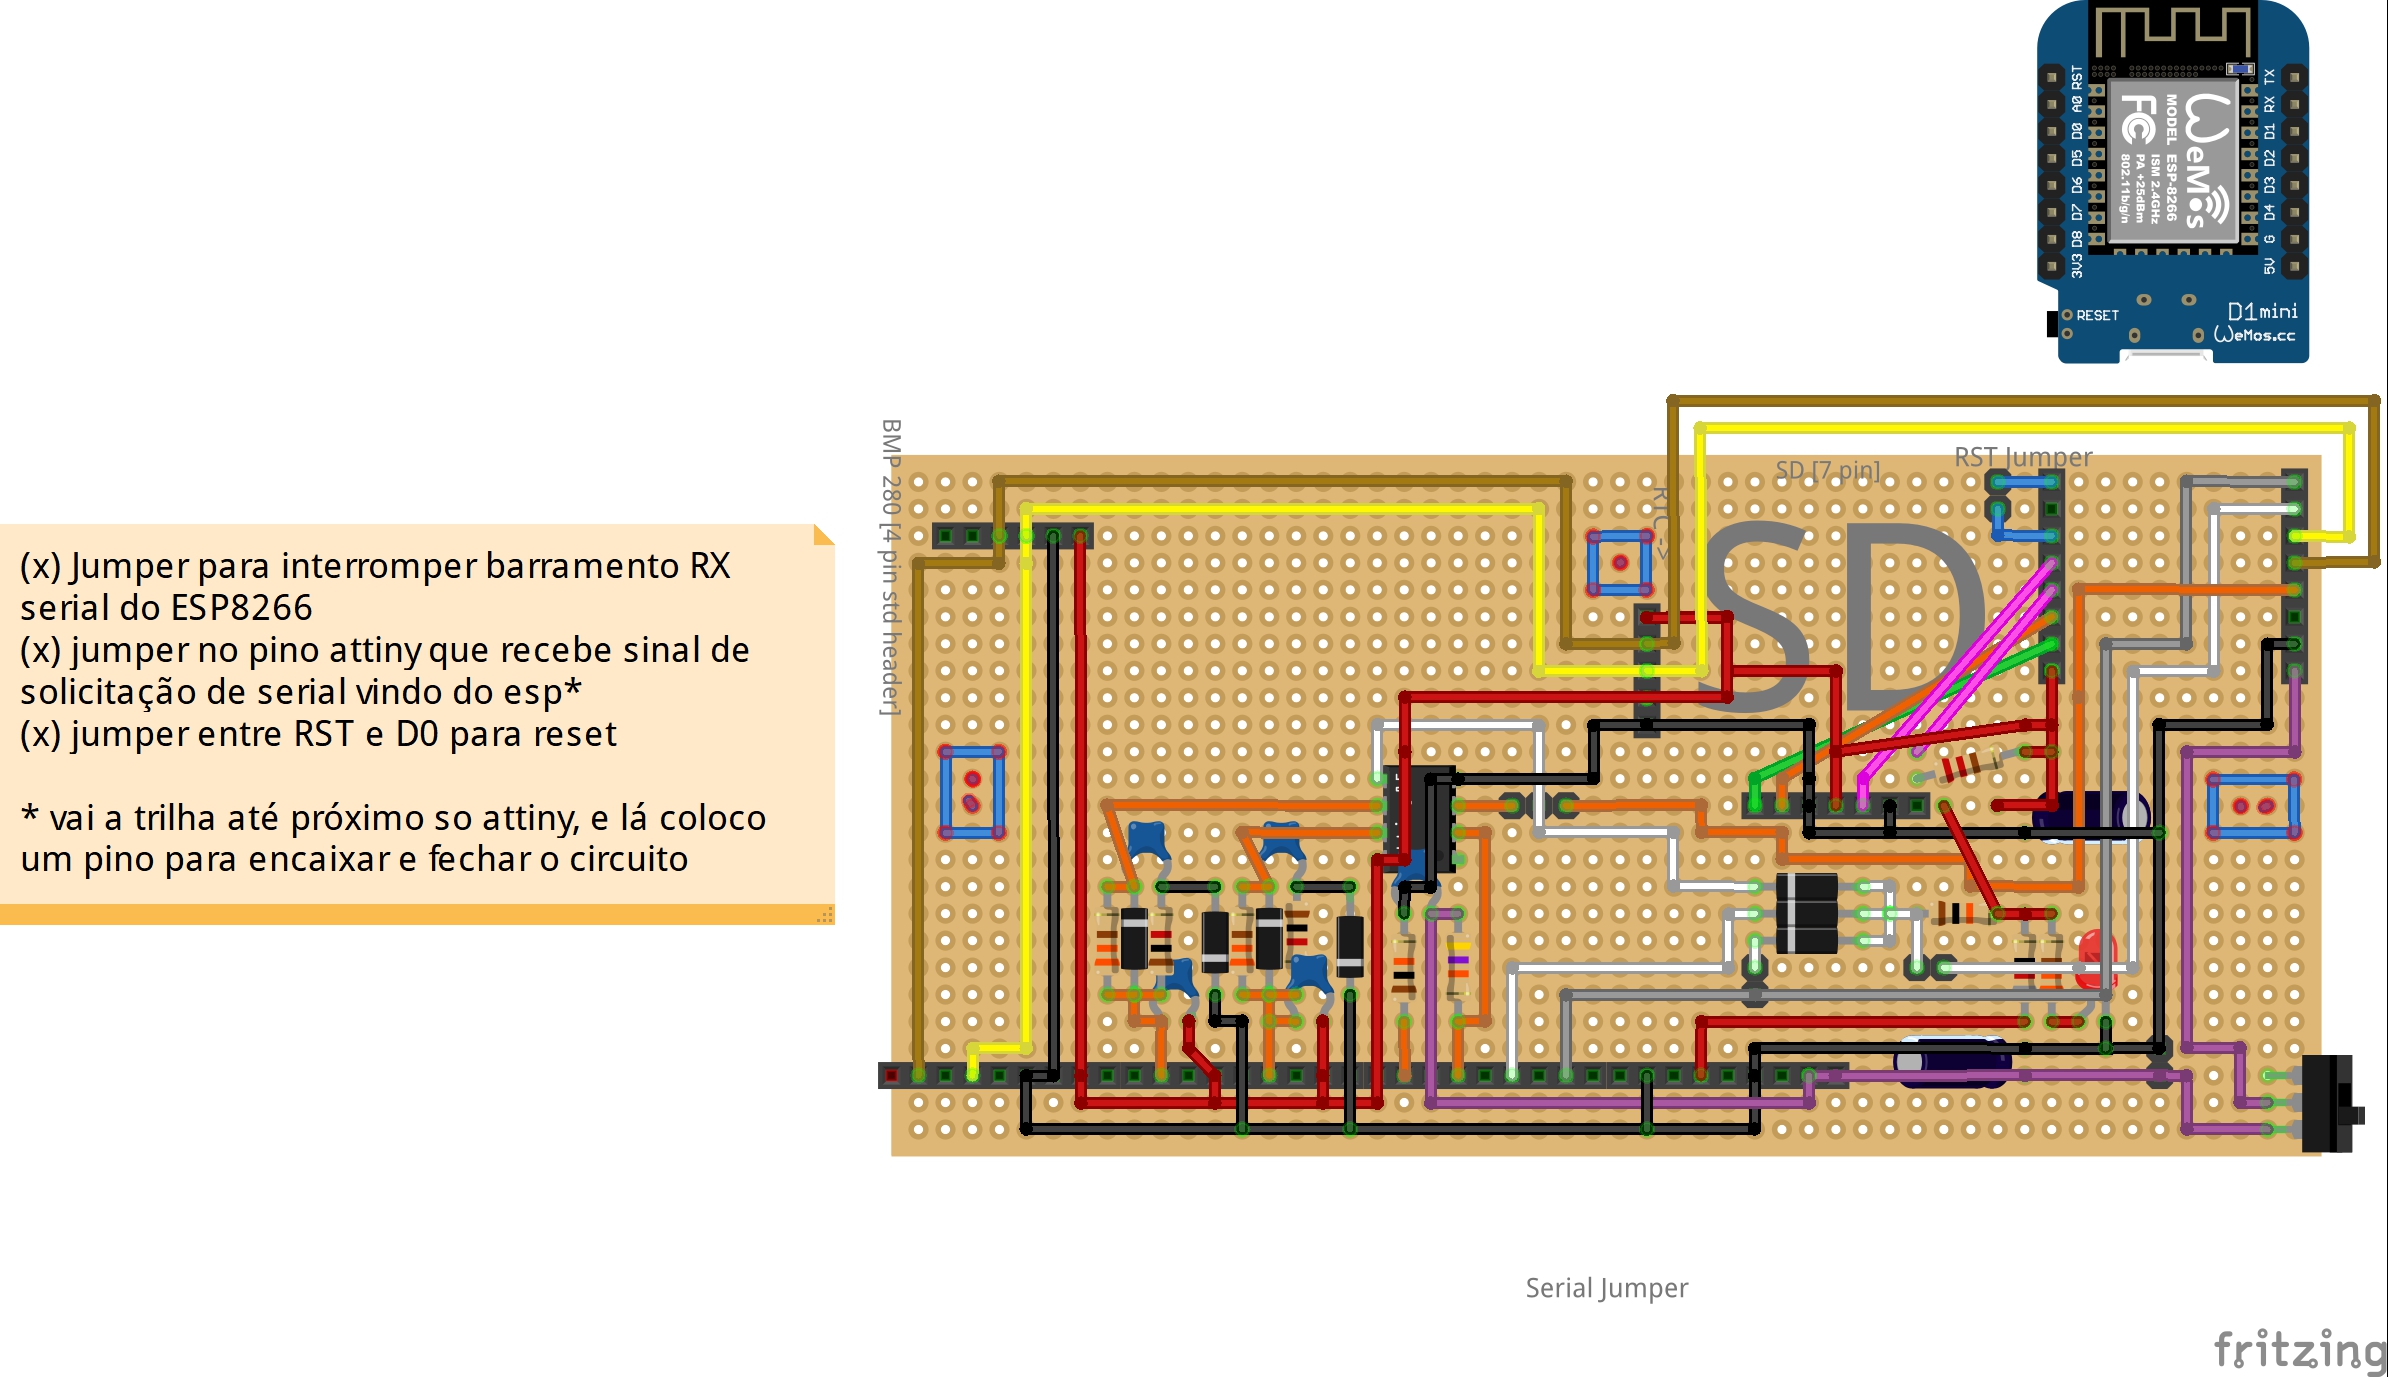 RST
A0
D0
D5
D6
D7
D8
3V3
TX
RX
D1
D2
D3
D4
G
5V
WeMos
MODEL ESP-8266
ISM 2.4GHz
PA +25dBm
802.11b/g/n
FC
RESET
D1mini
WeMos.cc
BMP 280 [4 pin std header]
RTC ->
SD [7 pin]
RST Jumper
SD
(x) Jumper para interromper barramento RX
serial do ESP8266
(x) jumper no pino attiny que recebe sinal de
solicitação de serial vindo do esp*
(x) jumper entre RST e D0 para reset
* vai a trilha até próximo so attiny, e lá coloco
um pino para encaixar e fechar o circuito
Serial Jumper
fritzing